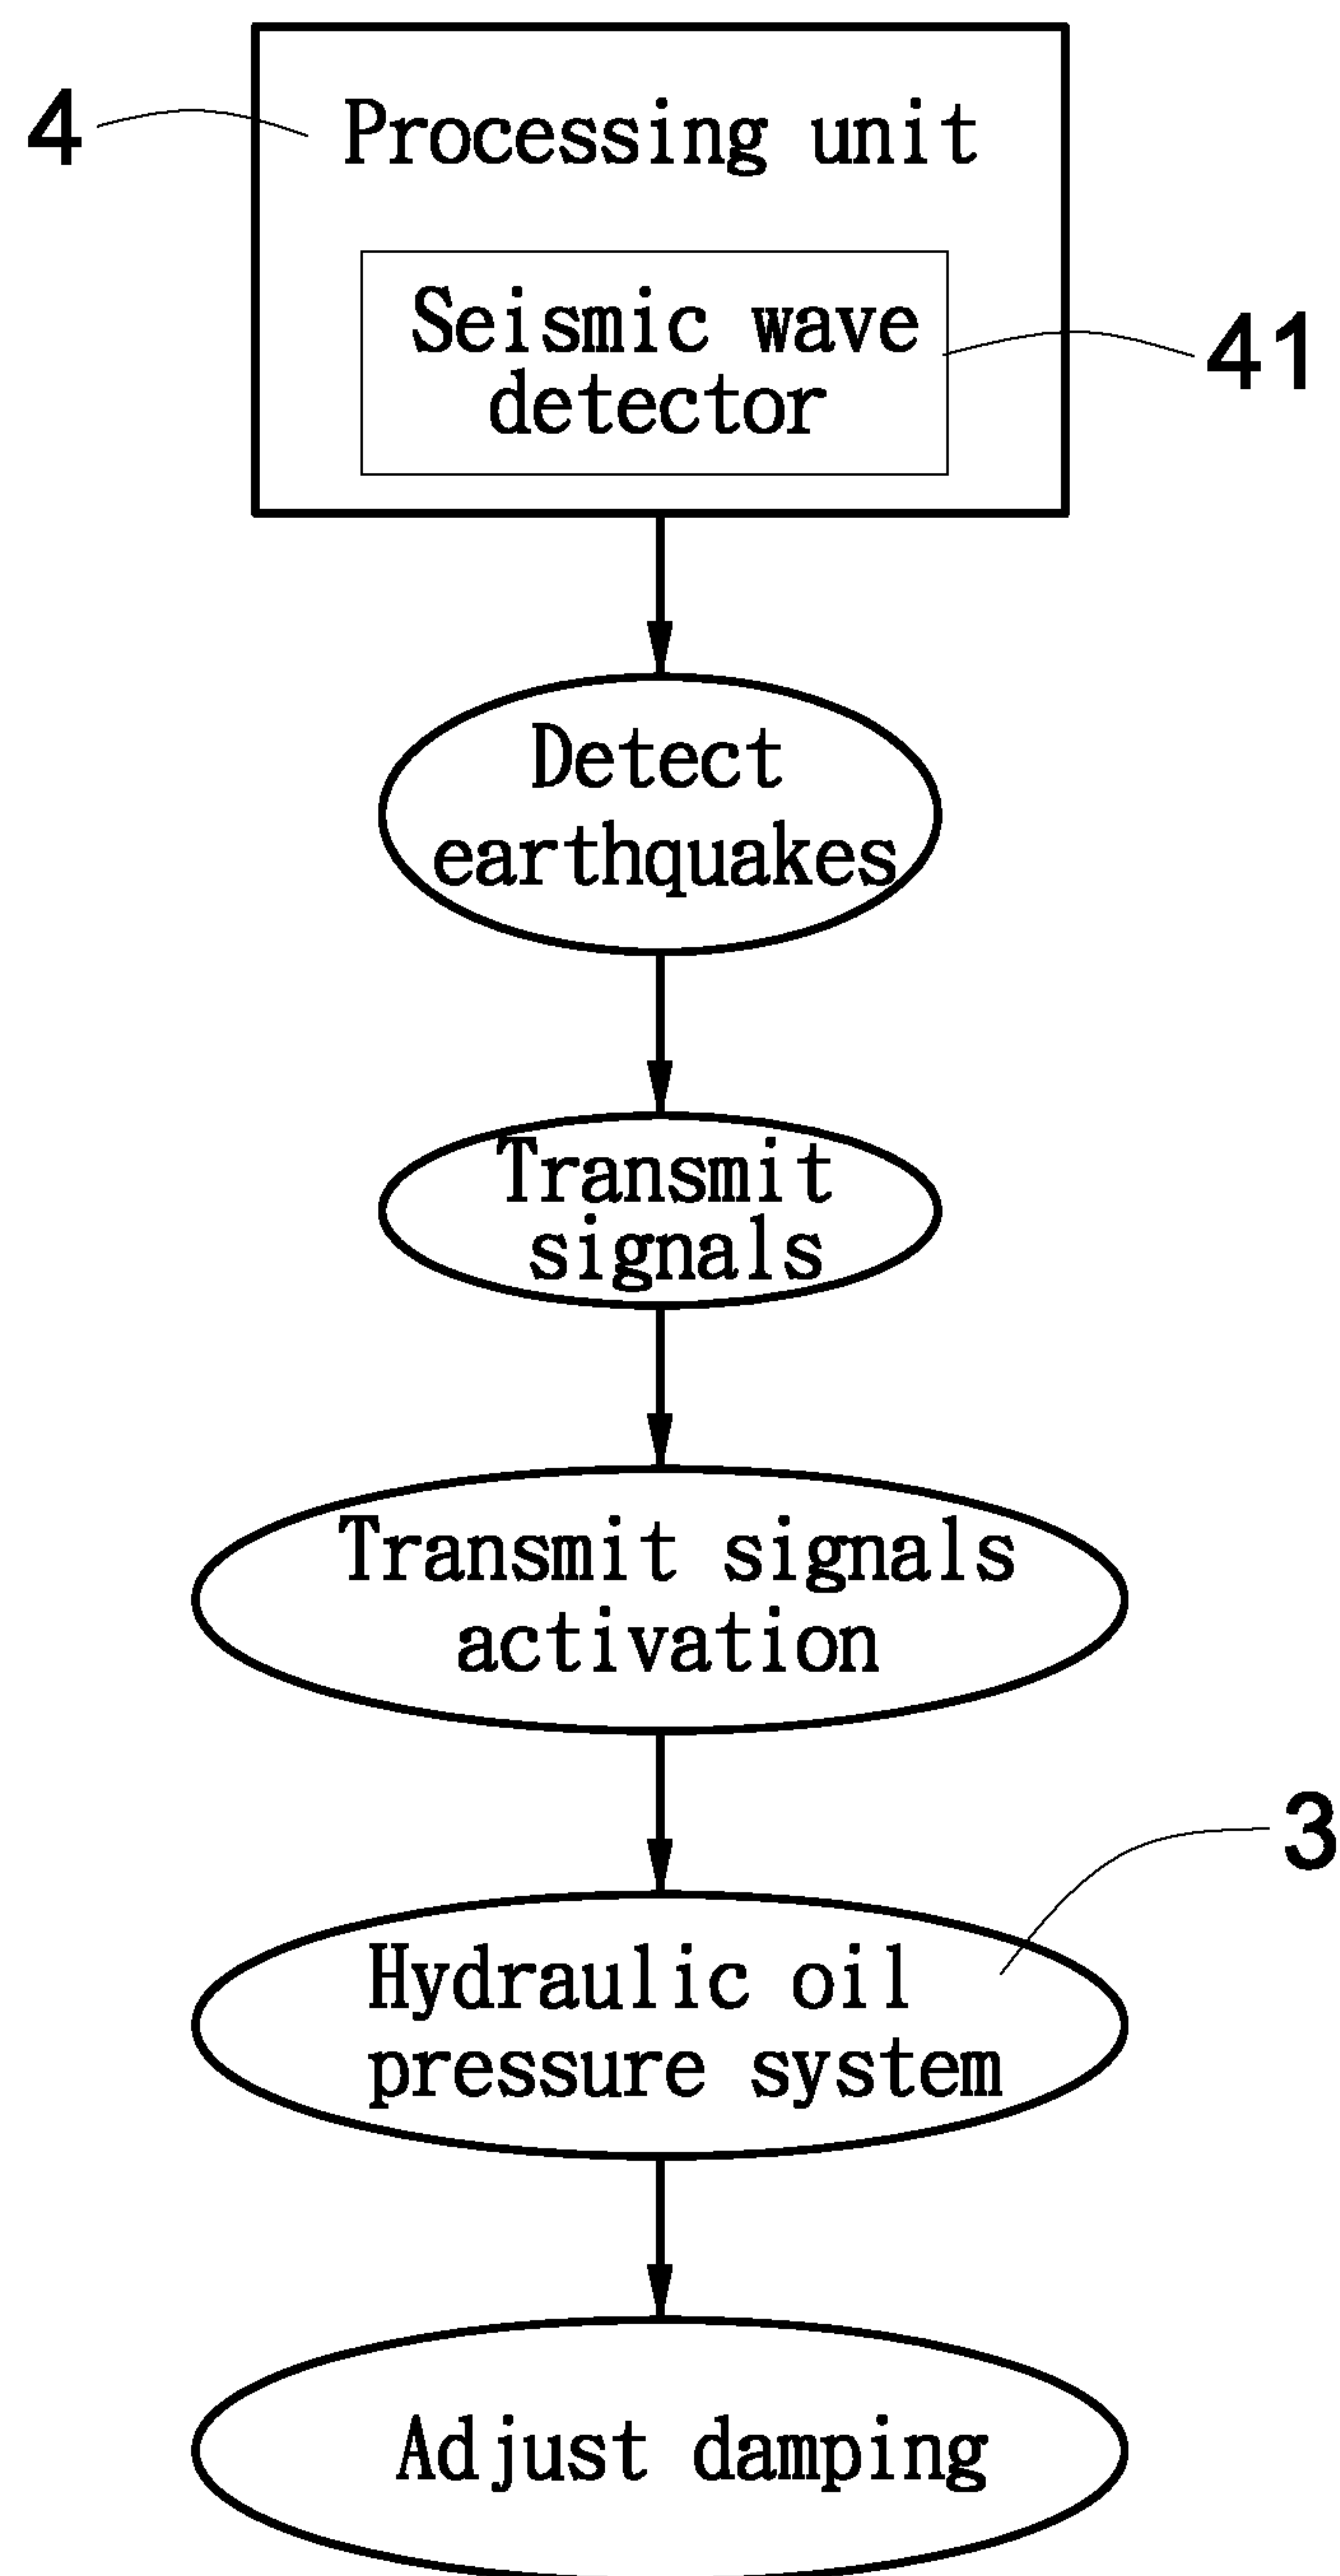 4
Processing unit
Seismic wave
detector
41
Detect
earthquakes
Transmit
signals
Transmit signals
activation
3
Hydraulic oil
pressure system
Adjust damping